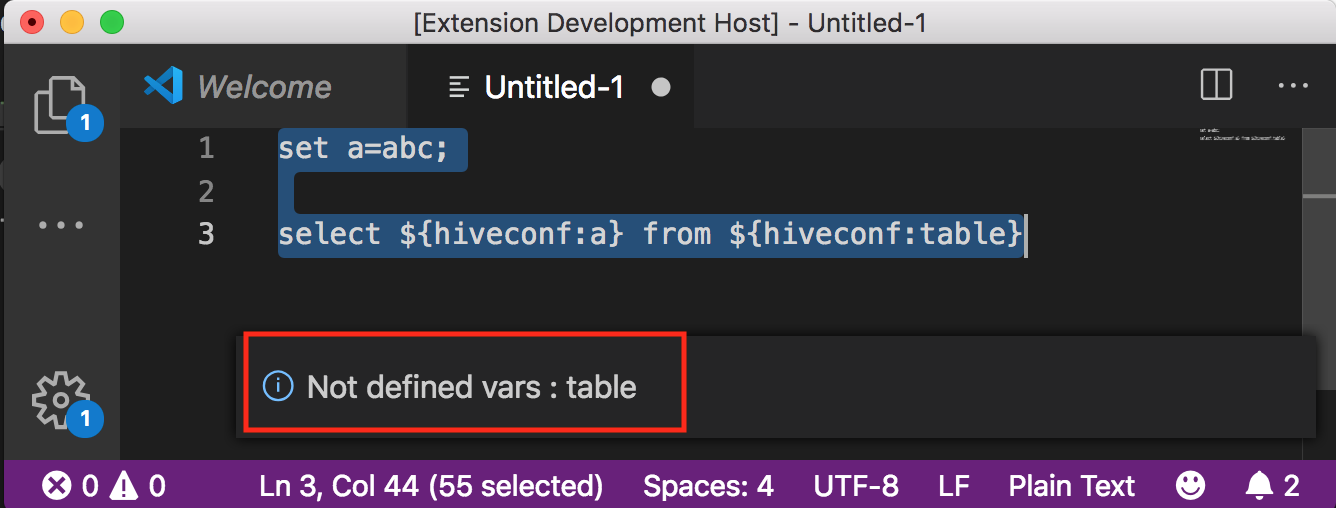 [Extension Development Host] - Untitled-1
Welcome
Untitled-1
1
1 set a=abc;
2
3 select ${hiveconf:a} from ${hiveconf:table}
Not defined vars : table
1
0 0 Ln 3, Col 44 (55 selected) Spaces: 4 UTF-8 LF Plain Text 2